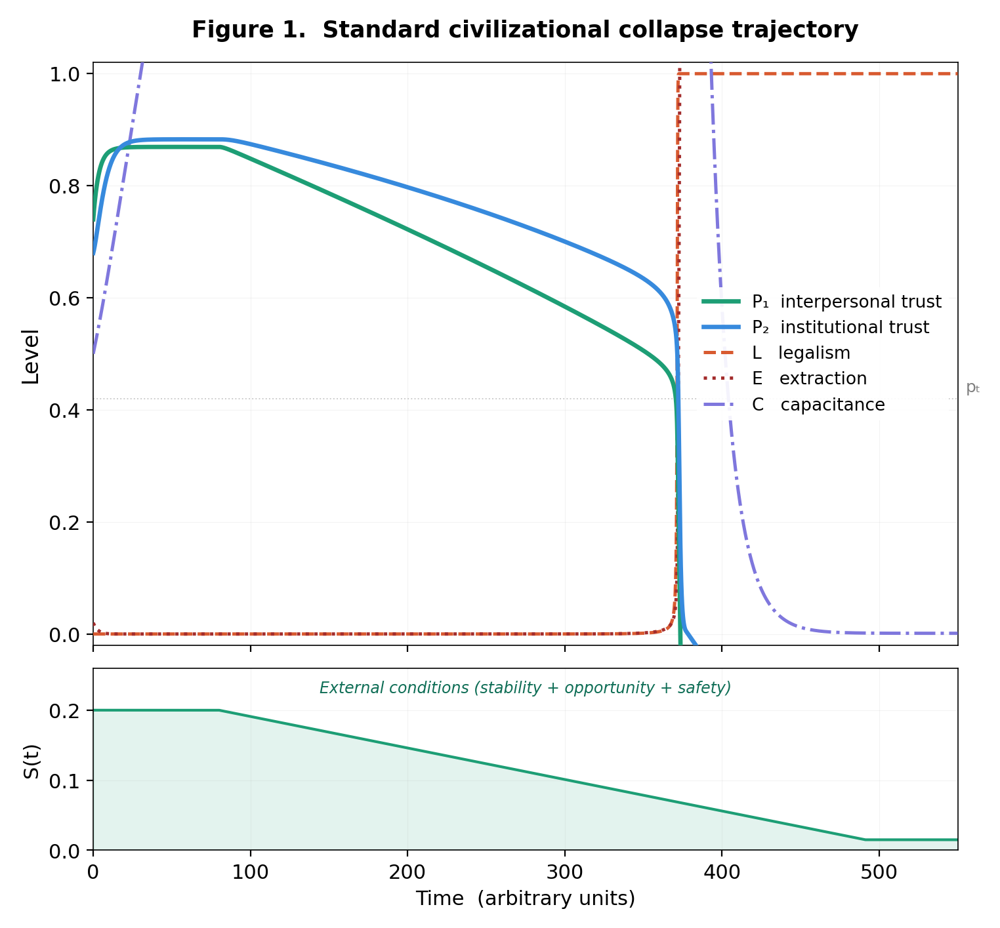 Figure 1.  Standard civilizational collapse trajectory
1.0
0.8
0.6
0.4
0.2
0.0
Level
P₁  interpersonal trust
P₂  institutional trust
L   legalism
E   extraction
C   capacitance
pₜ
External conditions (stability + opportunity + safety)
0.2
0.1
0.0
S(t)
0 100 200 300 400 500
Time  (arbitrary units)